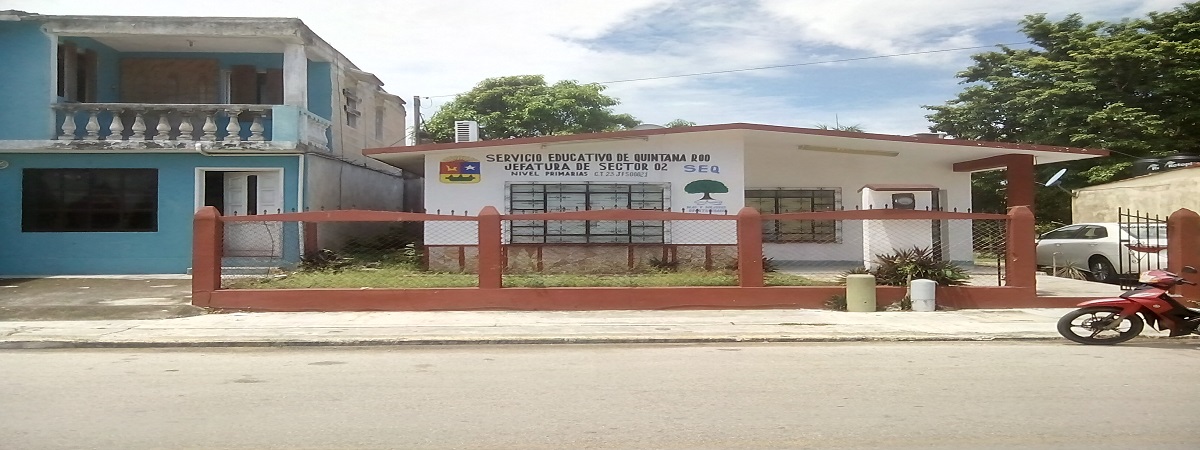 SERVICIO EDUCATIVO DE QUINTANA ROO
JEFATURA DE SECTOR 02
SEQ
NIVEL PRIMARIAS